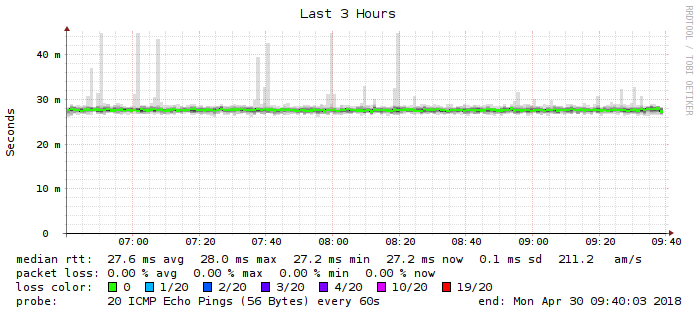 Last 3 Hours
RRDTOOL / TOBI OETIKER
Seconds
40 m
30 m
20 m
10 m
0
07:00 07:20 07:40 08:00 08:20 08:40 09:00 09:20 09:40
median rtt: 27.6 ms avg 28.0 ms max 27.2 ms min 27.2 ms now 0.1 ms sd 211.2 am/s
packet loss: 0.00 % avg 0.00 % max 0.00 % min 0.00 % now
loss color: 0 1/20 2/20 3/20 4/20 10/20 19/20
probe: 20 ICMP Echo Pings (56 Bytes) every 60s end: Mon Apr 30 09:40:03 2018